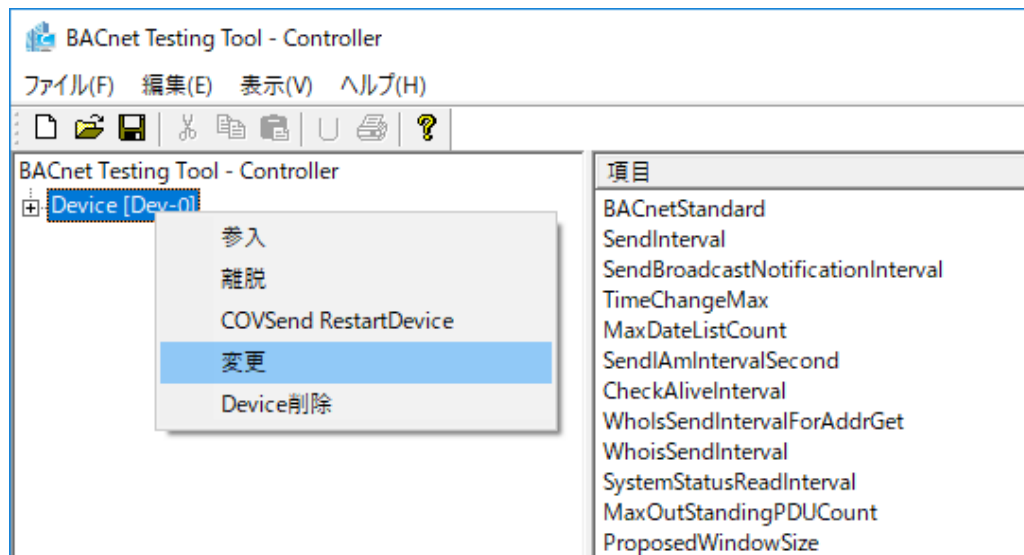 BACnet Testing Tool - Controller
ファイル(F) 編集(E) 表示(V) ヘルプ(H)
BACnet Testing Tool - Controller
Device [Dev-0]
参入
離脱
COVSend RestartDevice
変更
Device削除
項目
BACnetStandard
SendInterval
SendBroadcastNotificationInterval
TimeChangeMax
MaxDateListCount
SendIAmIntervalSecond
CheckAliveInterval
WhoIsSendIntervalForAddrGet
WhoisSendInterval
SystemStatusReadInterval
MaxOutStandingPDUCount
ProposedWindowSize